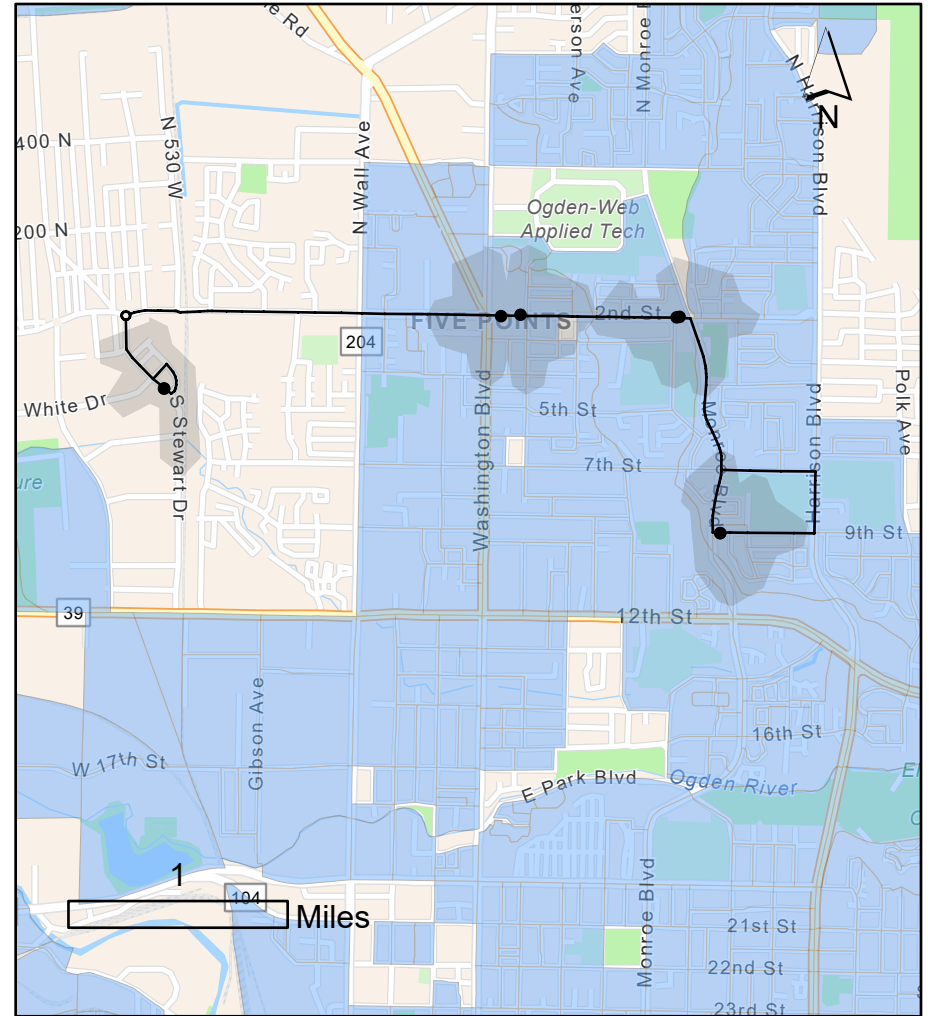 N Monroe
N Harrison Blvd
N
400 N
N 530 W
N Wall Ave
200 N
Ogden-Web
Applied Tech
2nd St
FIVE POINTS
204
White Dr
S Stewart Dr
Washington Blvd
5th St
7th St
Monroe Blvd
Harrison Blvd
Polk Ave
9th St
39
12th St
Gibson Ave
W 17th St
16th St
E Park Blvd
Ogden River
1
104
Miles
Monroe Blvd
21st St
22nd St
23rd St